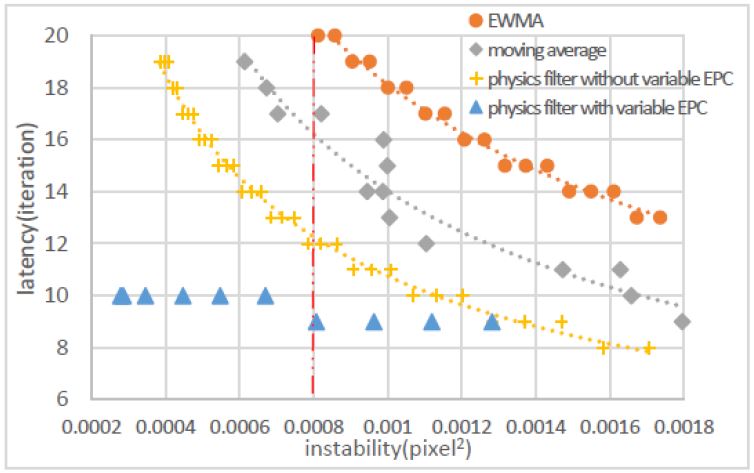 EWMA
moving average
physics filter without variable EPC
physics filter with variable EPC
latency(iteration)
20
18
16
14
12
10
8
6
0.0002 0.0004 0.0006 0.0008 0.001 0.0012 0.0014 0.0016 0.0018
instability(pixel²)